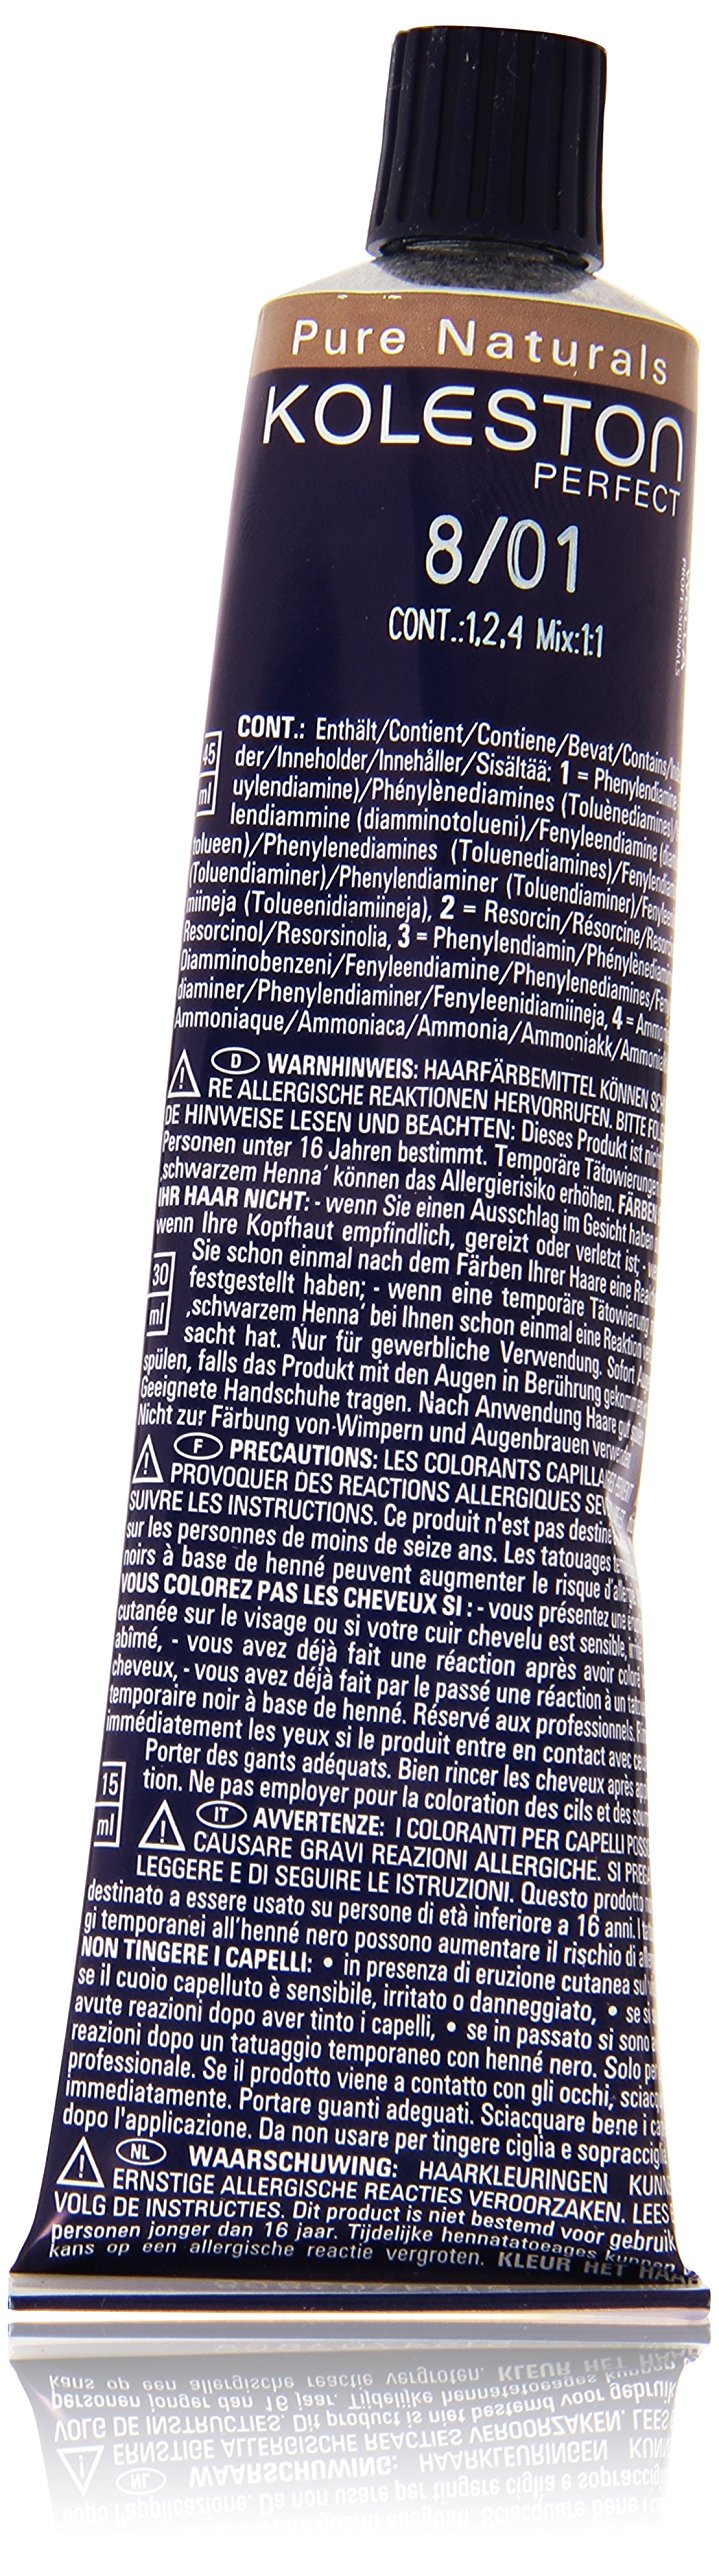 Pure Naturals
KOLESTON
PERFECT
8/01
CONT.:1,2,4 Mix:1:1
PROFESSIONALS
45
ml
CONT.: Enthält/Contient/Contiene/Bevat/Contains/
der/Inneholder/Innehåller/Sisältää: 1 = Phenylendiamine
uylendiamine)/Phénylènediamines (Toluènediamines)/
lendiammine (diamminotolueni)/Fenyleendiamine
tolueen)/Phenylenediamines (Toluenediamines)/
(Toluendiaminer)/Phenylendiaminer (Toluendiaminer)/
miineja (Tolueenidiamiineja), 2 = Resorcin/Résorcine/
Resorcinol/Resorsinolia, 3 = Phenylendiamin/
Diamminobenzeni/Fenyleendiamine/Phenylenediamines/
diaminer/Phenylendiaminer/Fenyleenidiamiineja, 4 =
Ammoniaque/Ammoniaca/Ammonia/Ammoniakk/
D WARNHINWEIS: HAARFÄRBEMITTEL KÖNNEN
RE ALLERGISCHE REAKTIONEN HERVORRUFEN. BITTE
DE HINWEISE LESEN UND BEACHTEN: Dieses Produkt ist
Personen unter 16 Jahren bestimmt. Temporäre Tätowierungen
‚schwarzem Henna‘ können das Allergierisiko erhöhen. FÄRBEN
IHR HAAR NICHT: - wenn Sie einen Ausschlag im Gesicht haben
wenn Ihre Kopfhaut empfindlich, gereizt oder verletzt ist; -
30
ml
Sie schon einmal nach dem Färben Ihrer Haare eine
festgestellt haben; - wenn eine temporäre Tätowierung
‚schwarzem Henna‘ bei Ihnen schon einmal eine Reaktion
sacht hat. Nur für gewerbliche Verwendung. Sofort
spülen, falls das Produkt mit den Augen in Berührung gekommen
Geeignete Handschuhe tragen. Nach Anwendung Haare gut
Nicht zur Färbung von Wimpern und Augenbrauen
F PRECAUTIONS: LES COLORANTS
PROVOQUER DES REACTIONS ALLERGIQUES
SUIVRE LES INSTRUCTIONS. Ce produit n'est pas
sur les personnes de moins de seize ans. Les tatouages
noirs à base de henné peuvent augmenter le risque
VOUS COLOREZ PAS LES CHEVEUX SI : - vous présentez une
cutanée sur le visage ou si votre cuir chevelu est sensible,
abîmé, - vous avez déjà fait une réaction après avoir
cheveux, - vous avez déjà fait par le passé une réaction à un
temporaire noir à base de henné. Réservé aux professionnels.
immédiatement les yeux si le produit entre en contact avec
15
ml
Porter des gants adéquats. Bien rincer les cheveux après
tion. Ne pas employer pour la coloration des cils et des
IT AVVERTENZE: I COLORANTI PER CAPELLI
CAUSARE GRAVI REAZIONI ALLERGICHE. SI
LEGGERE E DI SEGUIRE LE ISTRUZIONI. Questo prodotto
destinato a essere usato su persone di età inferiore a 16 anni. I
gi temporanei all'henné nero possono aumentare il rischio di
NON TINGERE I CAPELLI: • in presenza di eruzione cutanea
se il cuoio capelluto è sensibile, irritato o danneggiato, • se
avute reazioni dopo aver tinto i capelli, • se in passato si sono
reazioni dopo un tatuaggio temporaneo con henné nero. Solo
professionale. Se il prodotto viene a contatto con gli occhi,
immediatamente. Portare guanti adeguati. Sciacquare bene i
dopo l'applicazione. Da non usare per tingere ciglia e
NL WAARSCHUWING: HAARKLEURINGEN
ERNSTIGE ALLERGISCHE REACTIES VEROORZAKEN. LEES
VOLG DE INSTRUCTIES. Dit product is niet bestemd voor gebruik
personen jonger dan 16 jaar. Tijdelijke hennatatoeages
kans op een allergische reactie vergroten. KLEUR HET